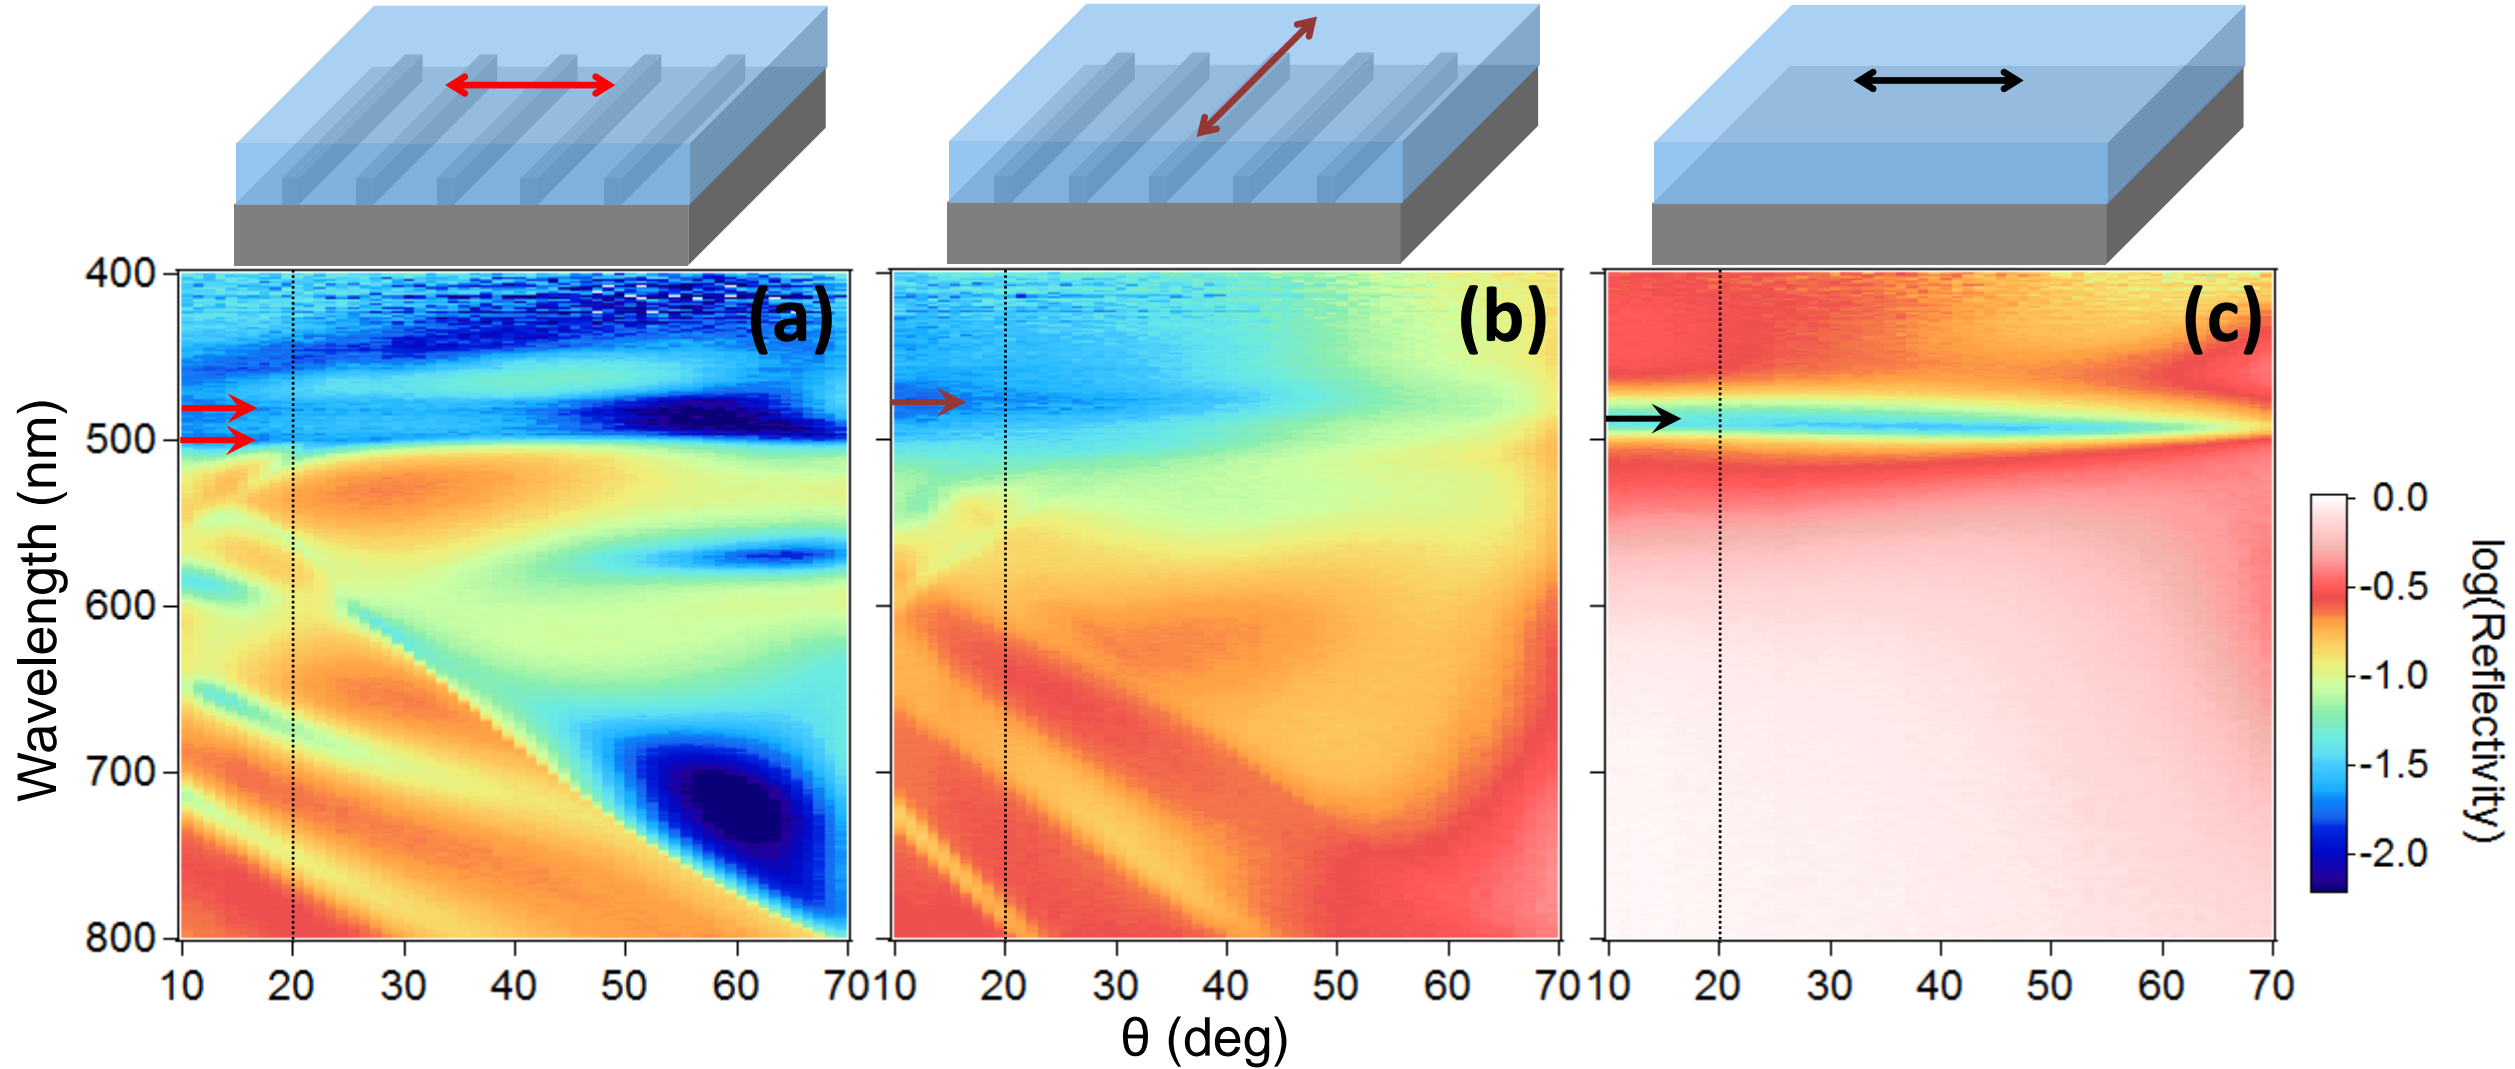 (a)
(b)
(c)
Wavelength (nm)
400
500
600
700
800
10 20 30 40 50 60 70
10 20 30 40 50 60 70
10 20 30 40 50 60 70
θ (deg)
0.0
-0.5
-1.0
-1.5
-2.0
log(Reflectivity)